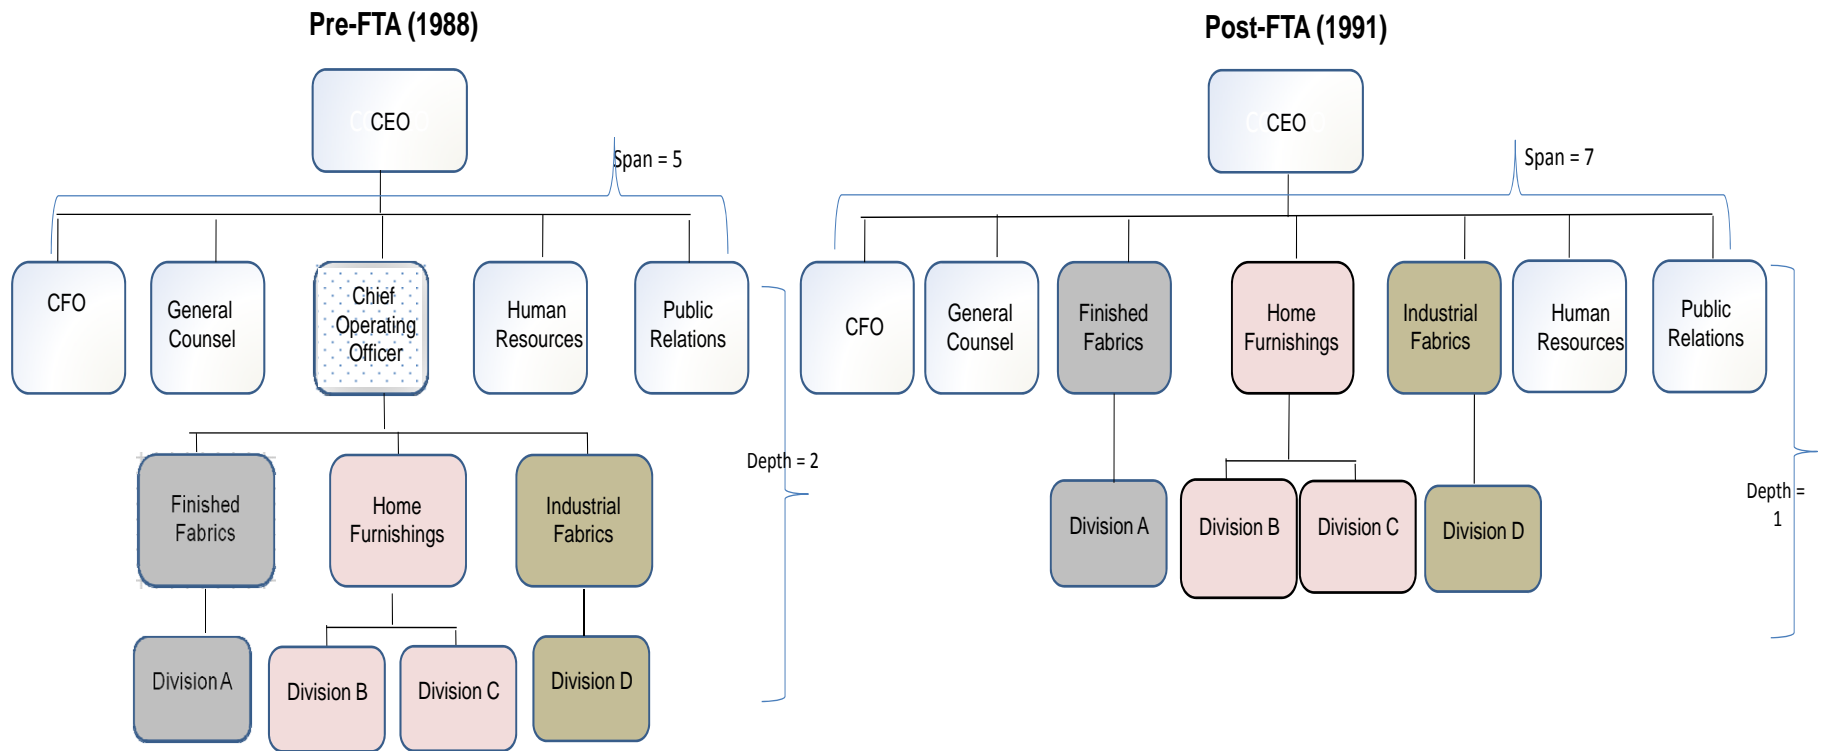 Pre-FTA (1988)
CEO
Span = 5
CFO
General
Counsel
Chief
Operating
Officer
Human
Resources
Public
Relations
Depth = 2
Finished
Fabrics
Home
Furnishings
Industrial
Fabrics
Division A
Division B
Division C
Division D
Post-FTA (1991)
CEO
Span = 7
CFO
General
Counsel
Finished
Fabrics
Home
Furnishings
Industrial
Fabrics
Human
Resources
Public
Relations
Depth =
1
Division A
Division B
Division C
Division D